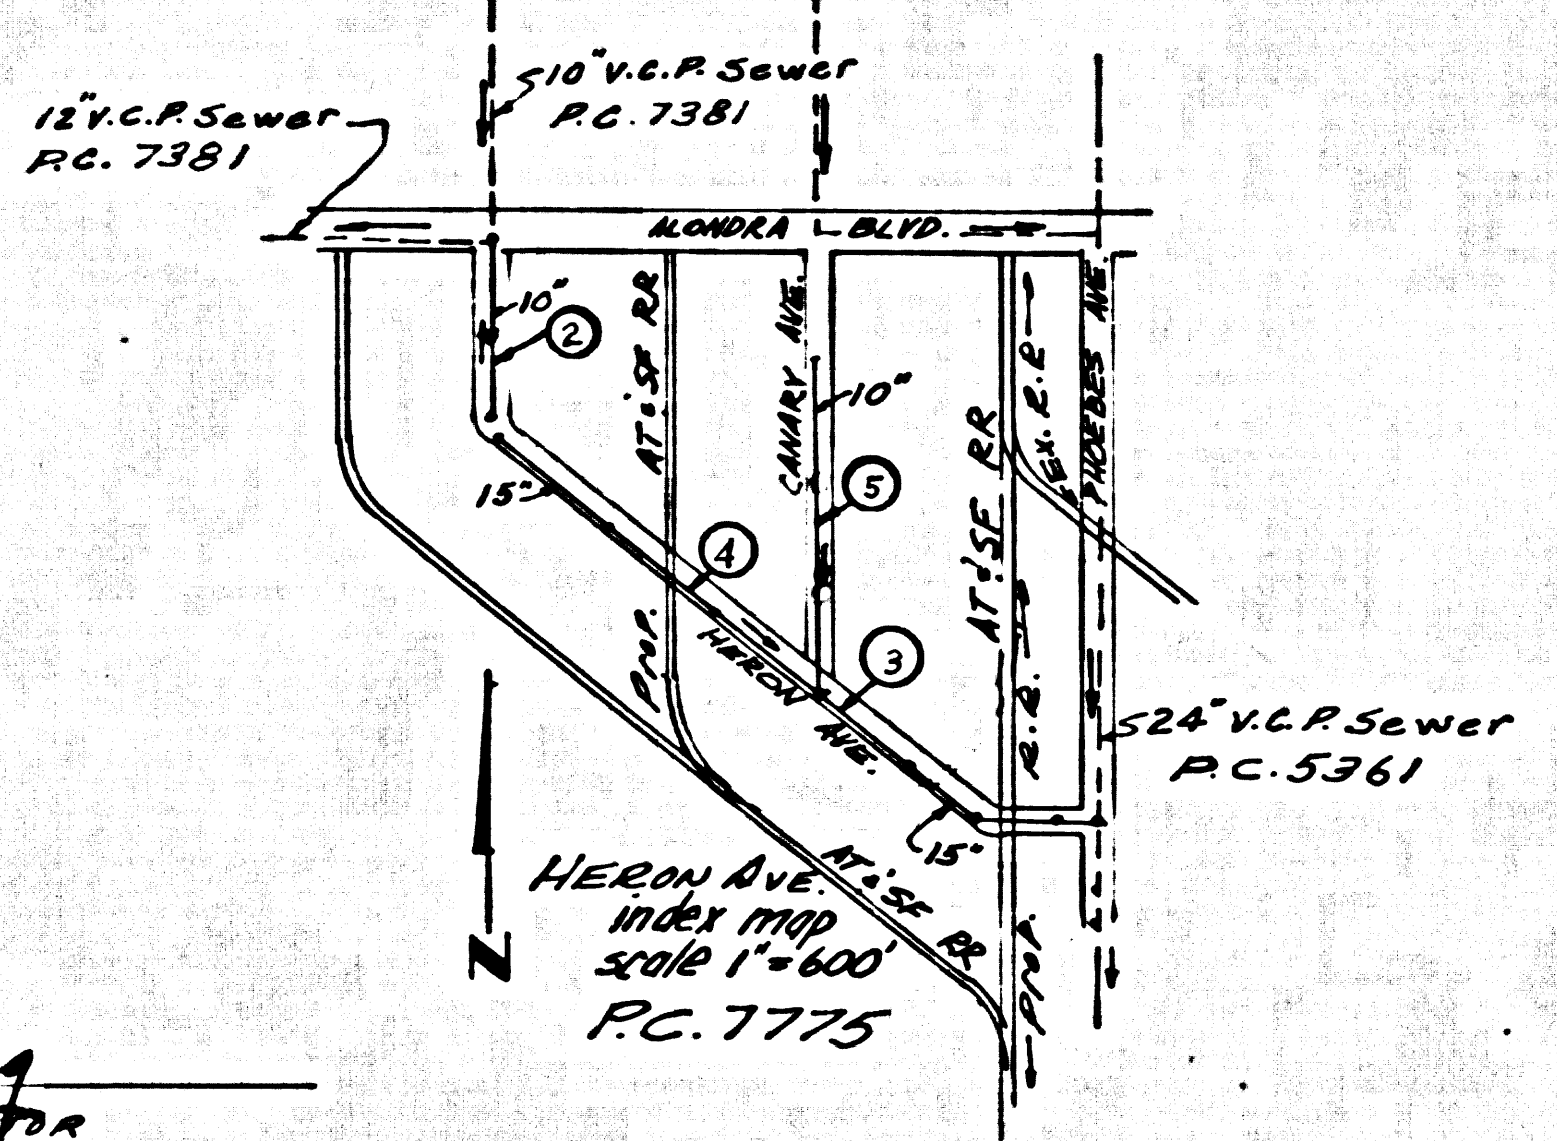 10" V.C.P. Sewer
P.C. 7381
12" V.C.P. Sewer
P.C. 7381
ALONDRA BLVD.
10"
2
AT & SF RR
CANARY AVE.
10"
5
AT & SF RR
EX. R.R.
PHOEBES AVE.
15"
4
PROP.
HERON AVE.
3
R.R.
24" V.C.P. Sewer
P.C. 5361
15"
AT & SF RR
PROP.
N
HERON AVE.
index map
scale 1" = 600'
P.C. 7775